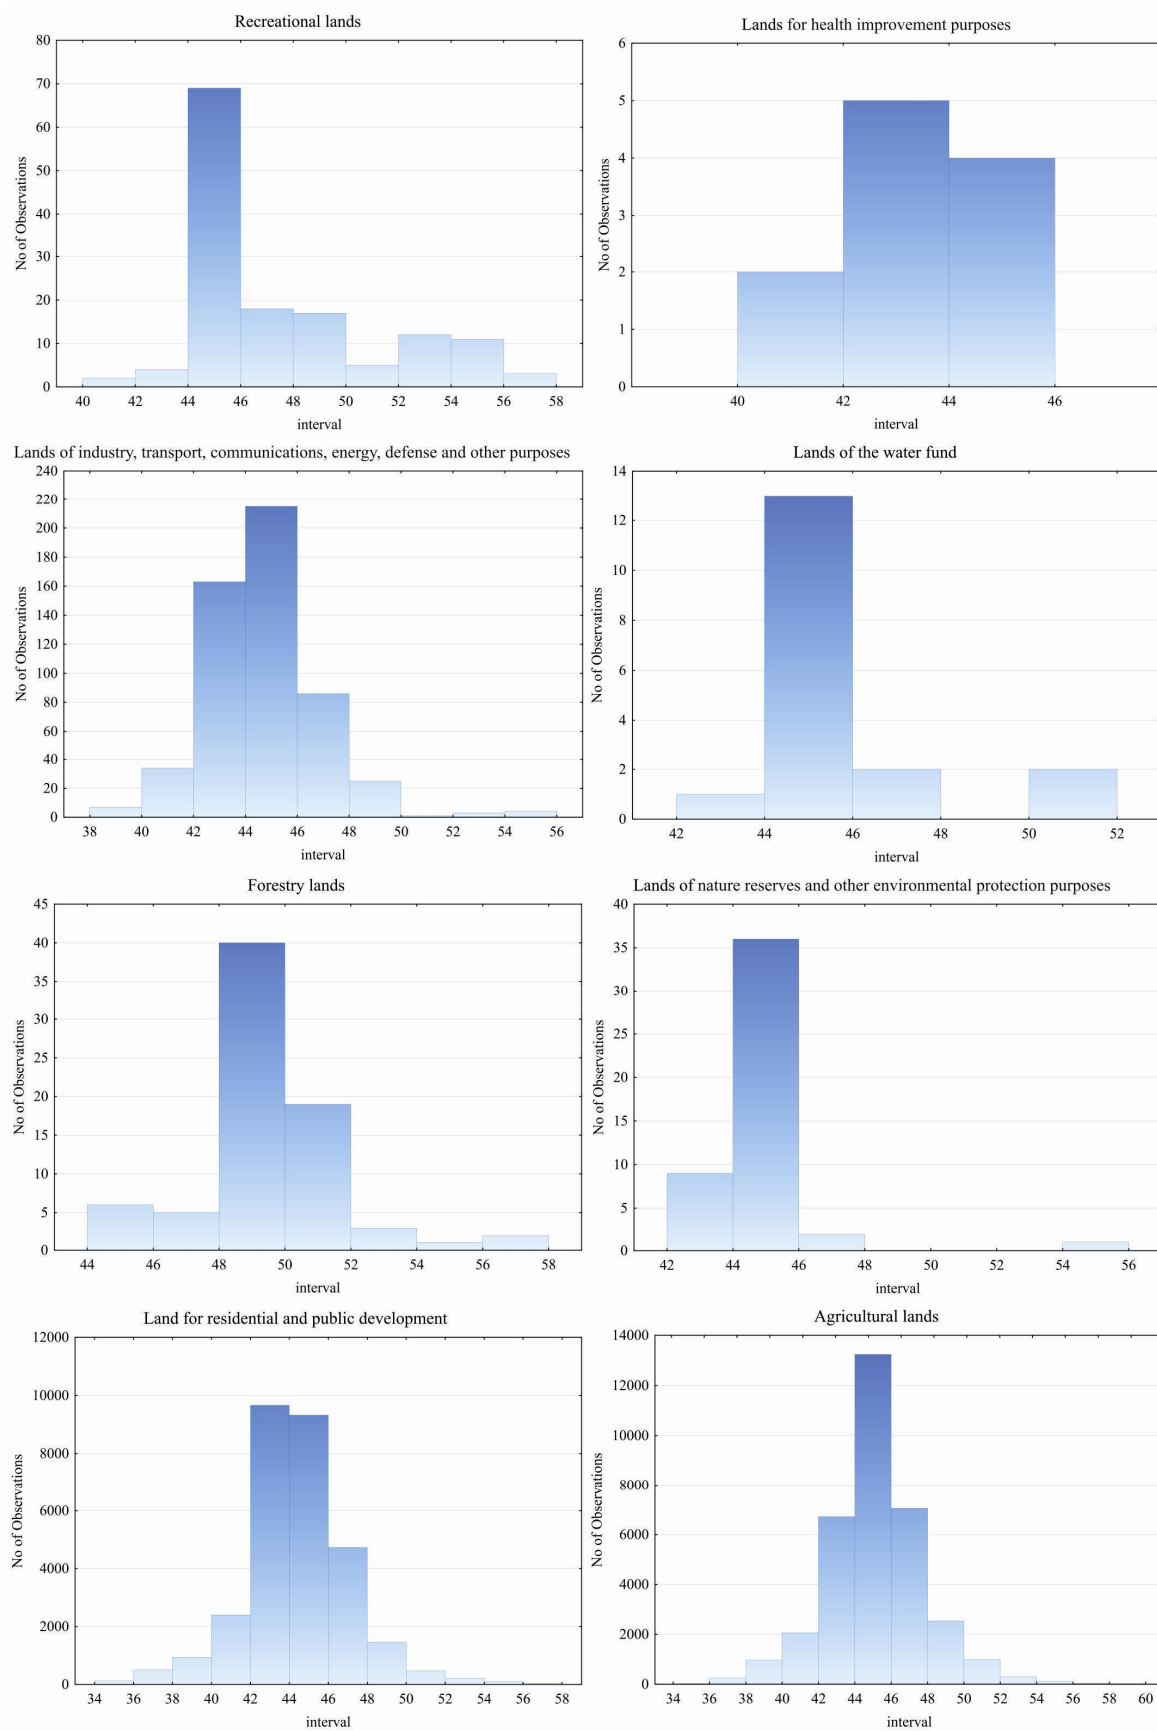 Recreational lands
80
70
60
50
40
30
20
10
0
No of Observations
40 42 44 46 48 50 52 54 56 58
interval
Lands for health improvement purposes
6
5
4
3
2
1
0
No of Observations
40 42 44 46
interval
Lands of industry, transport, communications, energy, defense and other purposes
240
220
200
180
160
140
120
100
80
60
40
20
0
No of Observations
38 40 42 44 46 48 50 52 54 56
interval
Lands of the water fund
14
12
10
8
6
4
2
0
No of Observations
42 44 46 48 50 52
interval
Forestry lands
45
40
35
30
25
20
15
10
5
0
No of Observations
44 46 48 50 52 54 56 58
interval
Lands of nature reserves and other environmental protection purposes
40
35
30
25
20
15
10
5
0
No of Observations
42 44 46 48 50 52 54 56
interval
Land for residential and public development
12000
10000
8000
6000
4000
2000
0
No of Observations
34 36 38 40 42 44 46 48 50 52 54 56 58
interval
Agricultural lands
14000
12000
10000
8000
6000
4000
2000
0
No of Observations
34 36 38 40 42 44 46 48 50 52 54 56 58 60
interval